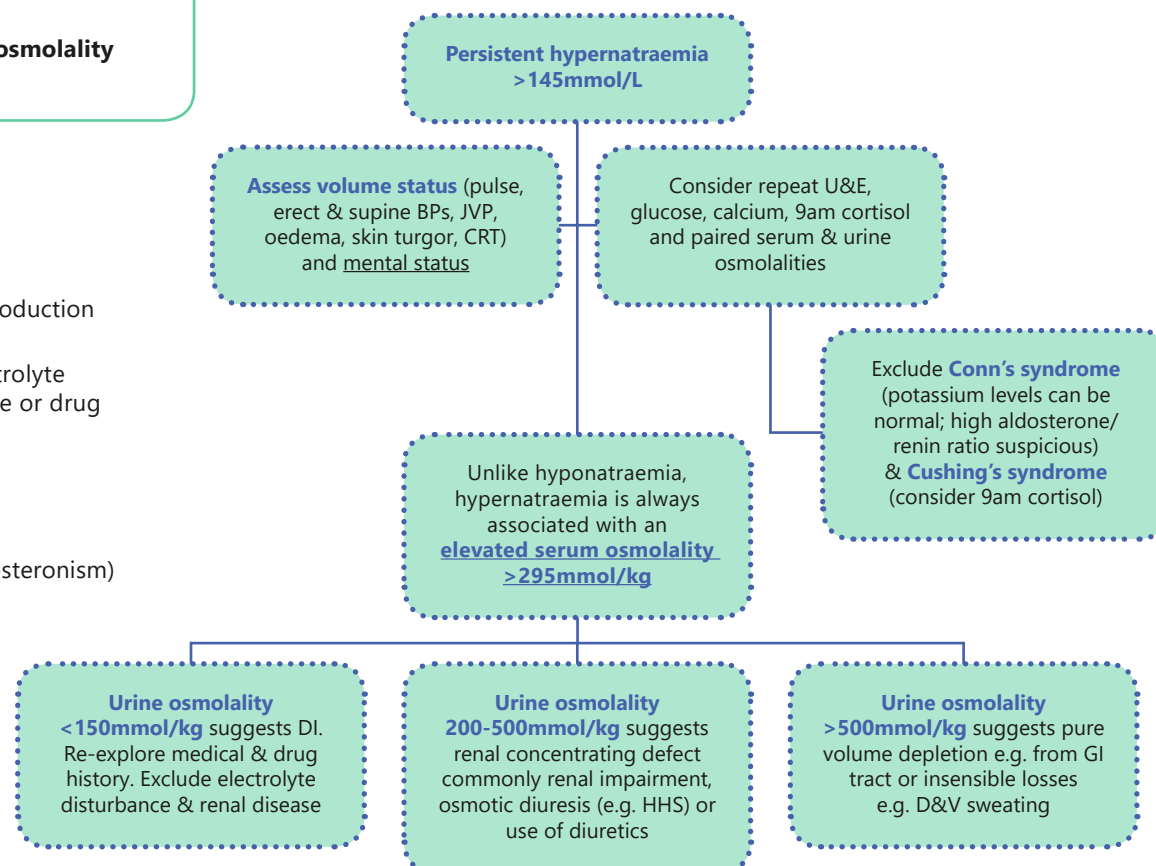 osmolality
Persistent hypernatraemia
>145mmol/L
Assess volume status (pulse,
erect & supine BPs, JVP,
oedema, skin turgor, CRT)
and mental status
Consider repeat U&E,
glucose, calcium, 9am cortisol
and paired serum & urine
osmolalities
oduction
trolyte
e or drug
Exclude Conn's syndrome
(potassium levels can be
normal; high aldosterone/
renin ratio suspicious)
& Cushing's syndrome
(consider 9am cortisol)
Unlike hyponatraemia,
hypernatraemia is always
associated with an
elevated serum osmolality
>295mmol/kg
steronism)
Urine osmolality
<150mmol/kg suggests DI.
Re-explore medical & drug
history. Exclude electrolyte
disturbance & renal disease
Urine osmolality
200-500mmol/kg suggests
renal concentrating defect
commonly renal impairment,
osmotic diuresis (e.g. HHS) or
use of diuretics
Urine osmolality
>500mmol/kg suggests pure
volume depletion e.g. from GI
tract or insensible losses
e.g. D&V sweating